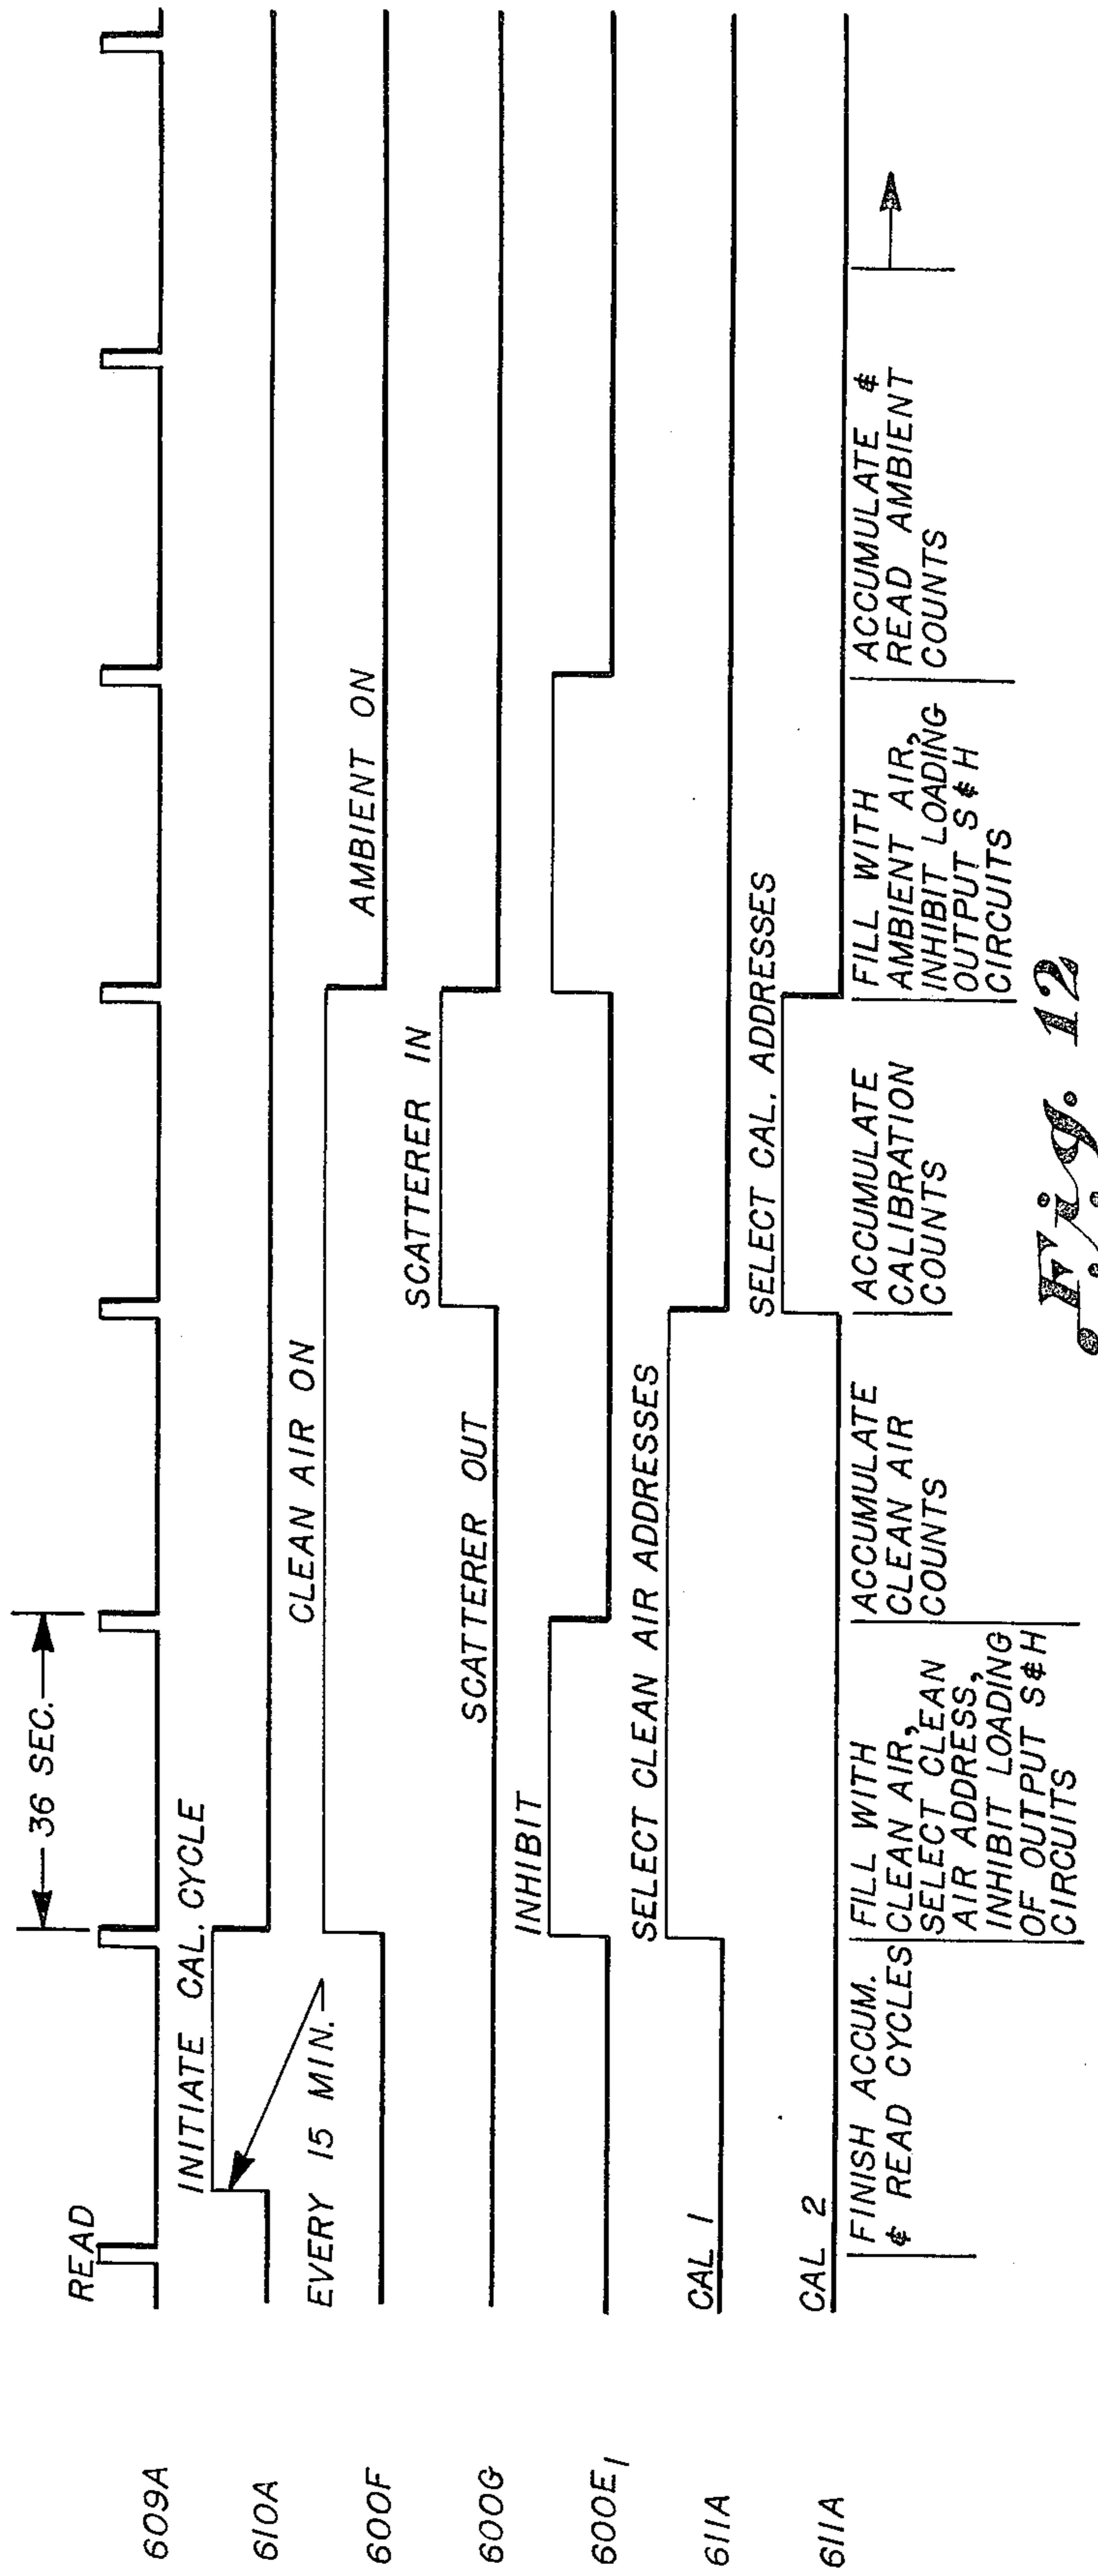 36 SEC.
READ
609A
INITIATE CAL. CYCLE
610A
EVERY 15 MIN.
CLEAN AIR ON
AMBIENT ON
600F
SCATTERER OUT
SCATTERER IN
600G
INHIBIT
600E1
SELECT CLEAN AIR ADDRESSES
CAL 1
611A
SELECT CAL. ADDRESSES
CAL 2
611A
FINISH ACCUM.
& READ CYCLES
FILL WITH
CLEAN AIR,
SELECT CLEAN
AIR ADDRESS,
INHIBIT LOADING
OF OUTPUT S&H
CIRCUITS
ACCUMULATE
CLEAN AIR
COUNTS
ACCUMULATE
CALIBRATION
COUNTS
FILL WITH
AMBIENT AIR,
INHIBIT LOADING
OUTPUT S&H
CIRCUITS
ACCUMULATE &
READ AMBIENT
COUNTS
Fig. 12